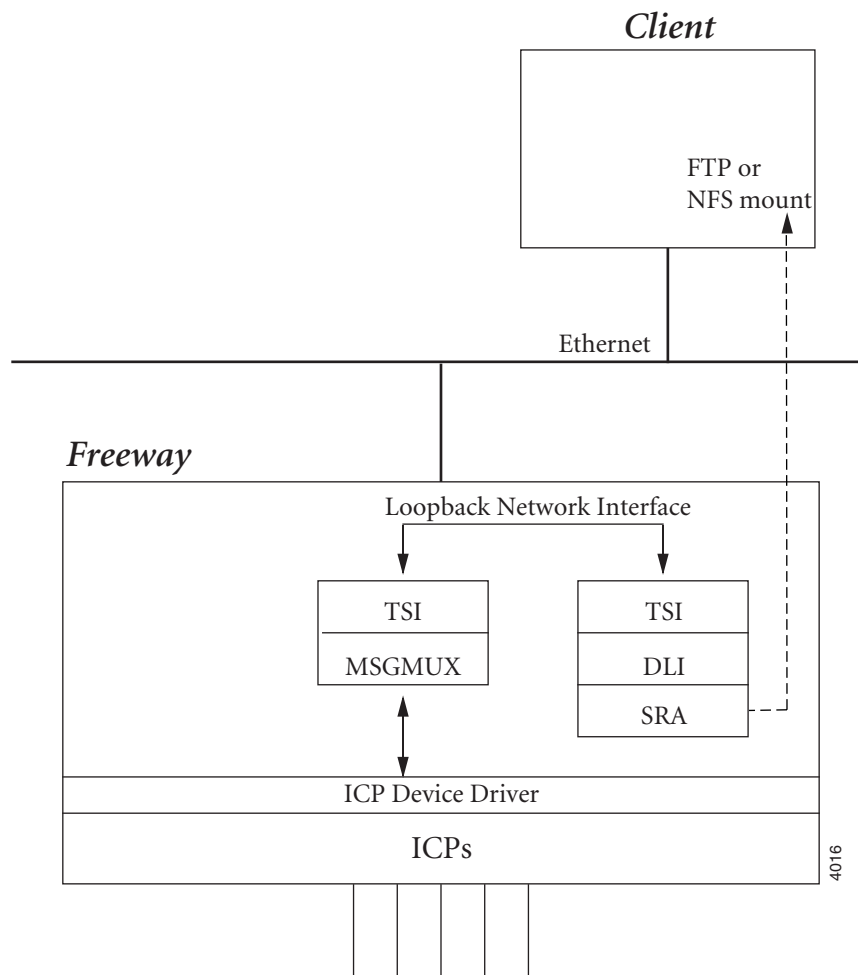 Client
FTP or
NFS mount
Ethernet
Freeway
Loopback Network Interface
TSI
MSGMUX
TSI
DLI
SRA
ICP Device Driver
ICPs
4016